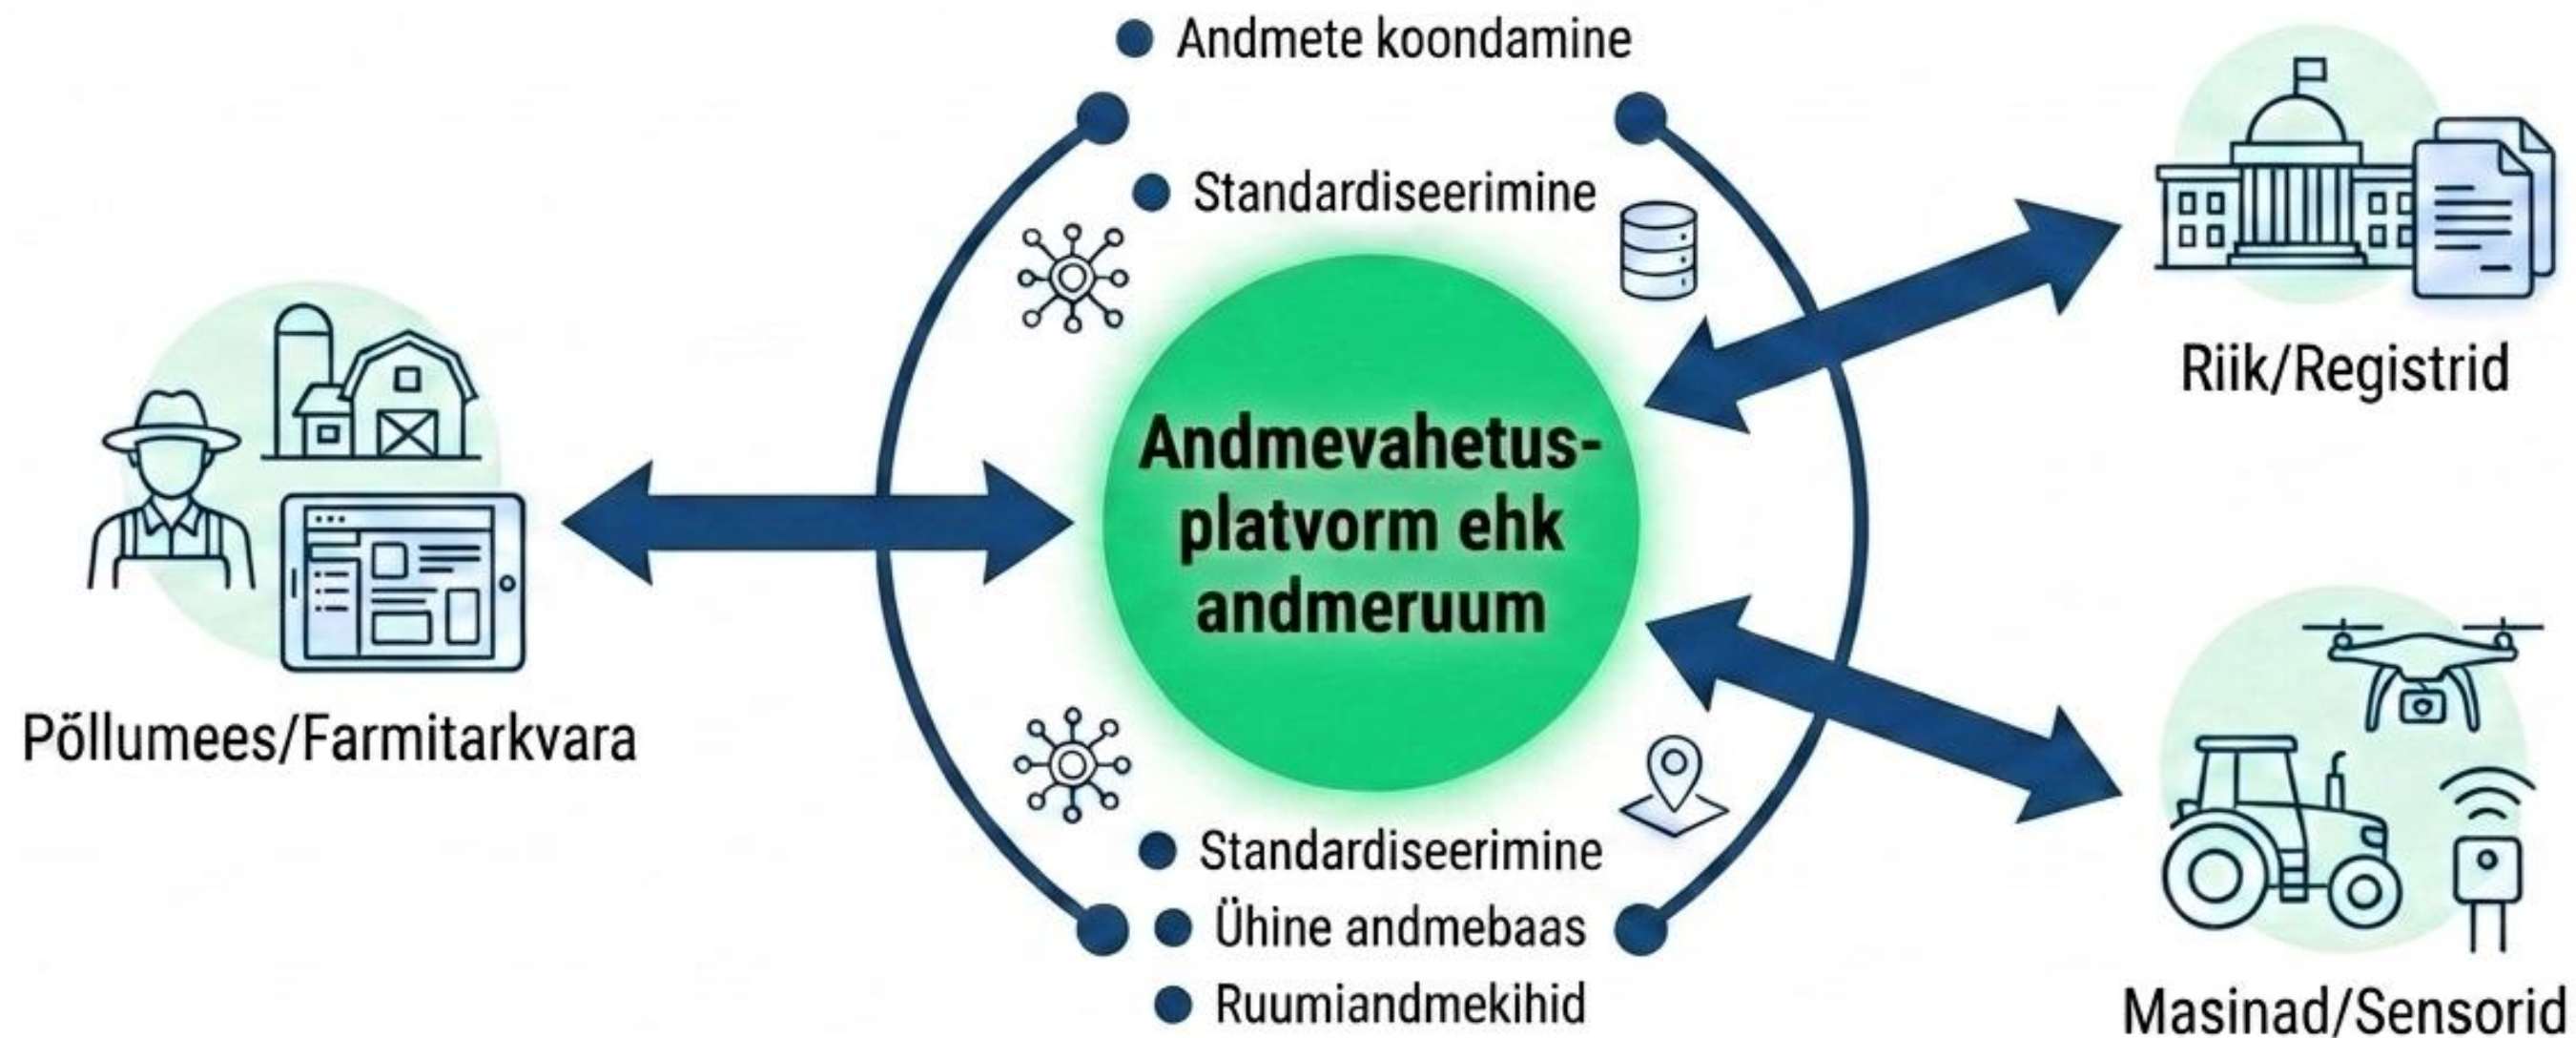 Andmete koondamine
Standardiseerimine
Andmevahetus-
platvorm ehk
andmeruum
Riik/Registrid
Põllumees/Farmitarkvara
Standardiseerimine
Ühine andmebaas
Ruumiandmekihid
Masinad/Sensorid